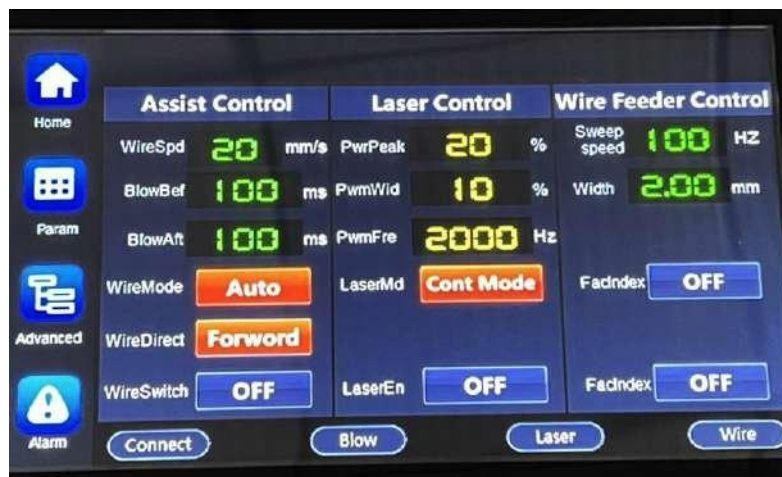 Home
Param
Advanced
Alarm
Assist Control
WireSpd 20 mm/s
BlowBef 100 ms
BlowAft 100 ms
WireMode Auto
WireDirect Forword
WireSwitch OFF
Laser Control
PwrPeak 20 %
PwmWid 10 %
PwmFre 2000 Hz
LaserMd Cont Mode
LaserEn OFF
Wire Feeder Control
Sweep
speed 100 HZ
Width 2.00 mm
FacIndex OFF
FacIndex OFF
Connect
Blow
Laser
Wire